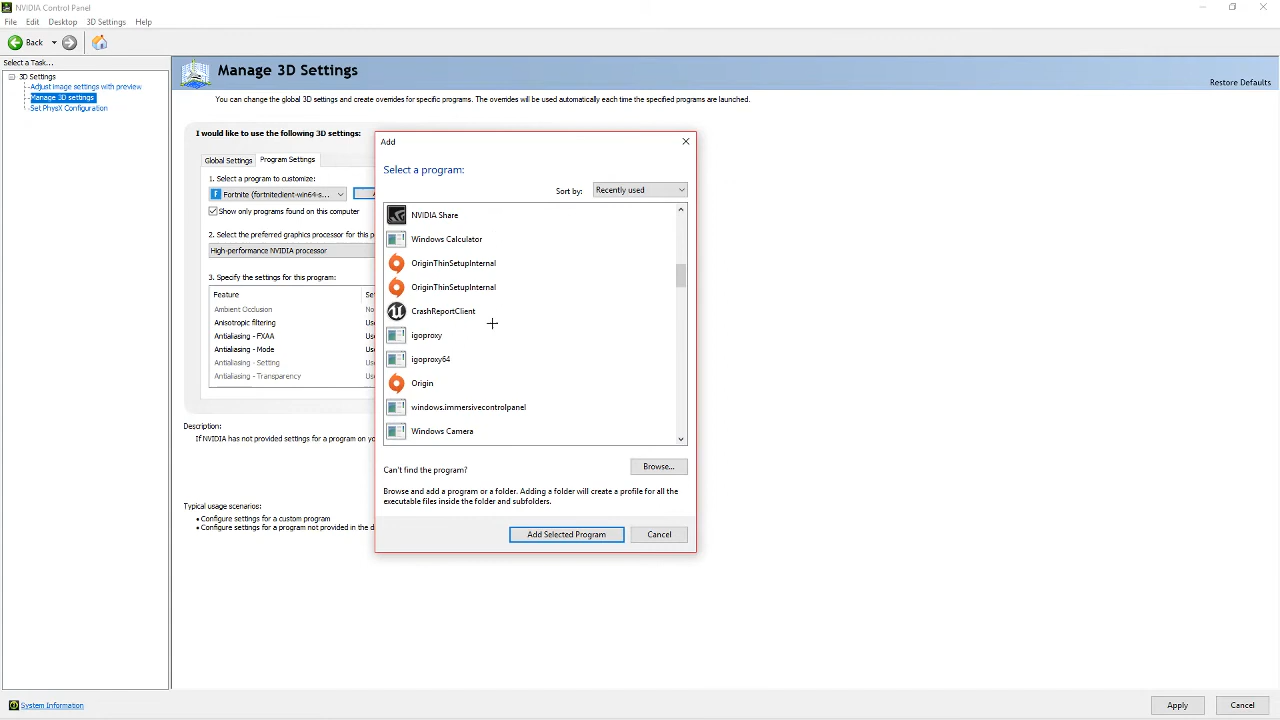 NVIDIA Control Panel
File Edit Desktop 3D Settings Help
Back
Select a Task...
3D Settings
Adjust image settings with preview
Manage 3D settings
Set PhysX Configuration
Manage 3D Settings
Restore Defaults
You can change the global 3D settings and create overrides for specific programs. The overrides will be used automatically each time the specified programs are launched.
I would like to use the following 3D settings:
Global Settings Program Settings
1. Select a program to customize:
Fortnite (fortnitedient-win64-s...
Show only programs found on this computer
2. Select the preferred graphics processor for this
High-performance NVIDIA processor
3. Specify the settings for this program:
Feature
Ambient Occlusion
Anisotropic filtering
Antialiasing - FXAA
Antialiasing - Mode
Antialiasing - Setting
Antialiasing - Transparency
Description:
If NVIDIA has not provided settings for a program on
Typical usage scenarios:
• Configure settings for a custom program
• Configure settings for a program not provided in the
Add
Select a program:
Sort by: Recently used
NVIDIA Share
Windows Calculator
OriginThinSetupInternal
OriginThinSetupInternal
CrashReportClient
igoproxy
igoproxy64
Origin
windows.immersivecontrolpanel
Windows Camera
Can't find the program?
Browse...
Browse and add a program or a folder. Adding a folder will create a profile for all the
executable files inside the folder and subfolders.
Add Selected Program Cancel
System Information
Apply Cancel